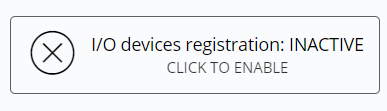 I/O devices registration: INACTIVE
CLICK TO ENABLE